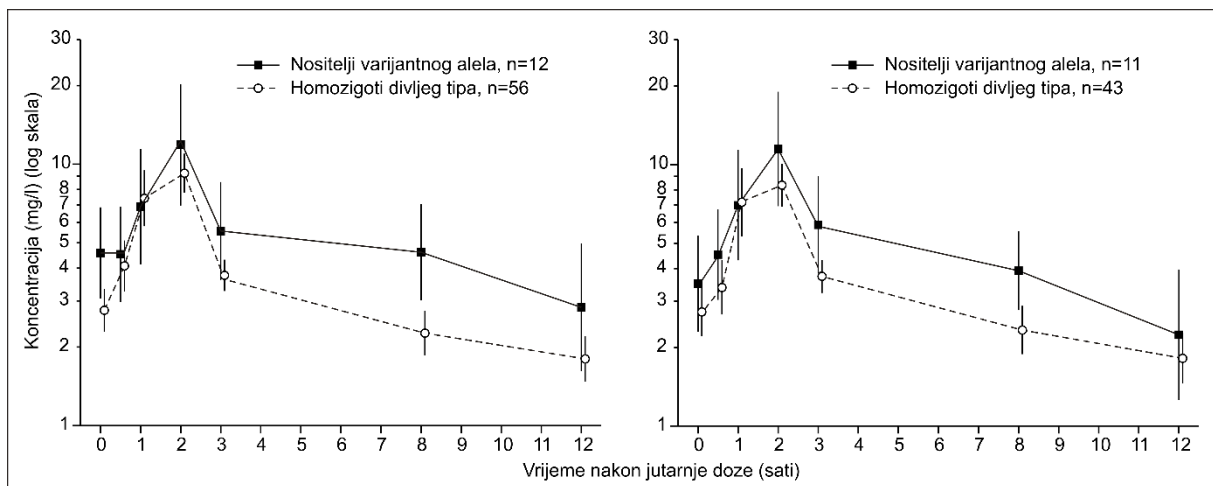 Koncentracija (mg/l) (log skala)
30
20
10
8
7
6
5
4
3
2
1
Nositelji varijantnog alela, n=12
Homozigoti divljeg tipa, n=56
0 1 2 3 4 5 6 7 8 9 10 11 12
30
20
10
8
7
6
5
4
3
2
1
Nositelji varijantnog alela, n=11
Homozigoti divljeg tipa, n=43
0 1 2 3 4 5 6 7 8 9 10 11 12
Vrijeme nakon jutarnje doze (sati)